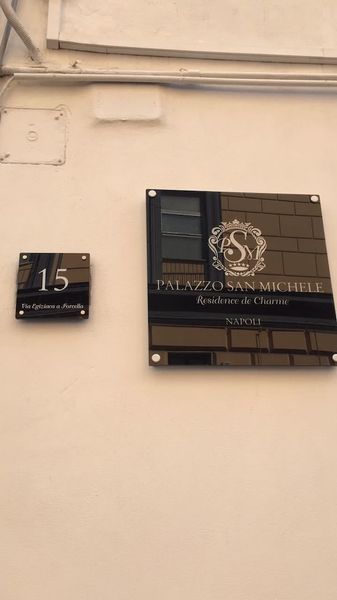 15
Via Egiziaca a Forcella
PSM
PALAZZO SAN MICHELE
Residence de Charme
NAPOLI